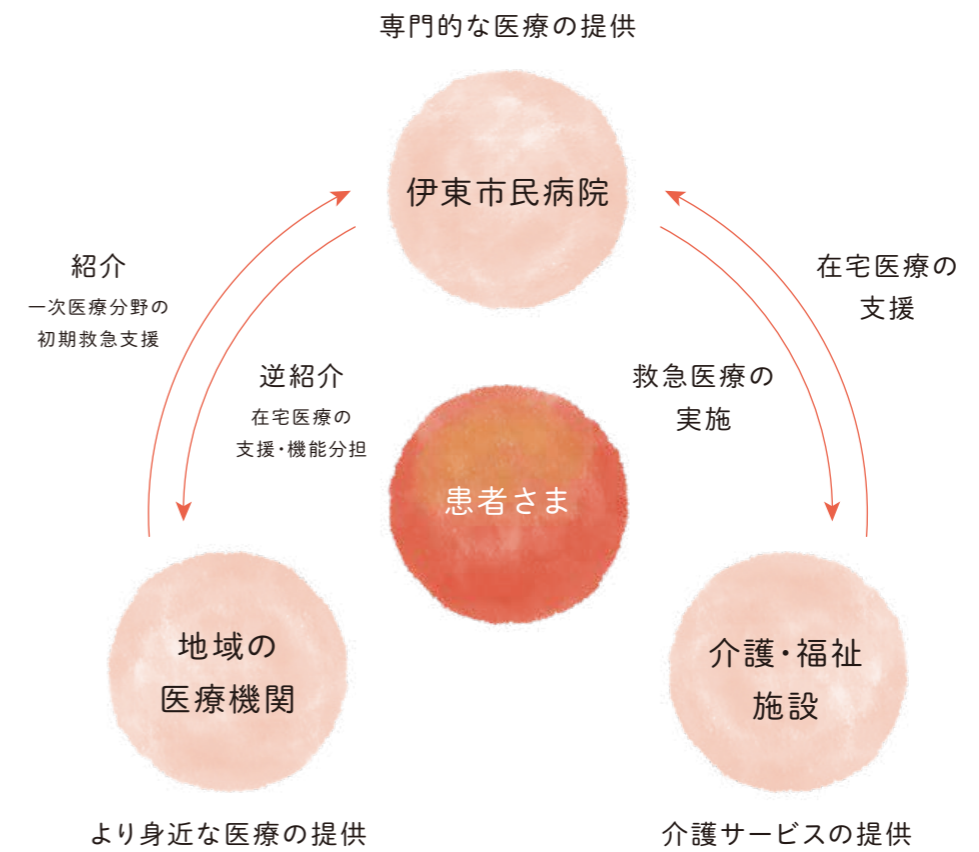 専門的な医療の提供
伊東市民病院
紹介
一次医療分野の
初期救急支援
逆紹介
在宅医療の
支援・機能分担
救急医療の
実施
在宅医療の
支援
患者さま
地域の
医療機関
介護・福祉
施設
より身近な医療の提供
介護サービスの提供